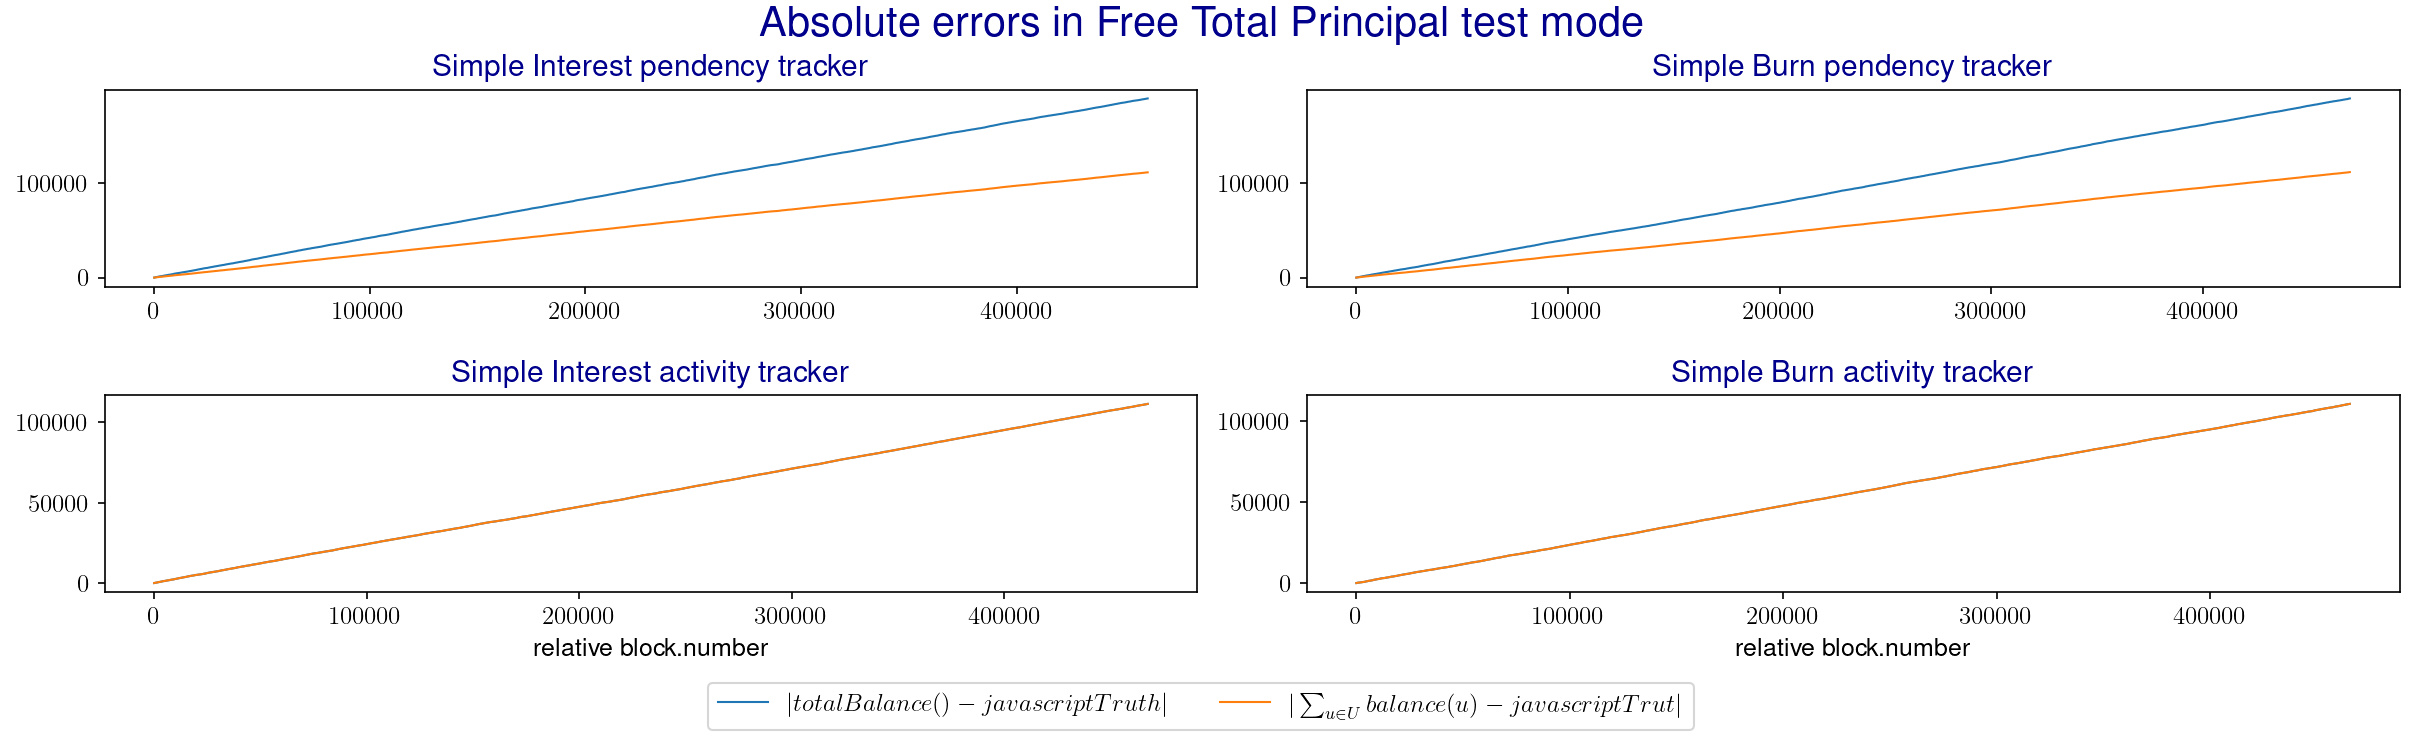 Absolute errors in Free Total Principal test mode
Simple Interest pendency tracker
100000
0
0 100000 200000 300000 400000
Simple Burn pendency tracker
100000
0
0 100000 200000 300000 400000
Simple Interest activity tracker
100000
50000
0
0 100000 200000 300000 400000
relative block.number
Simple Burn activity tracker
100000
50000
0
0 100000 200000 300000 400000
relative block.number
|totalBalance() − javascriptTruth|
|∑_{u∈U} balance(u) − javascriptTrut|